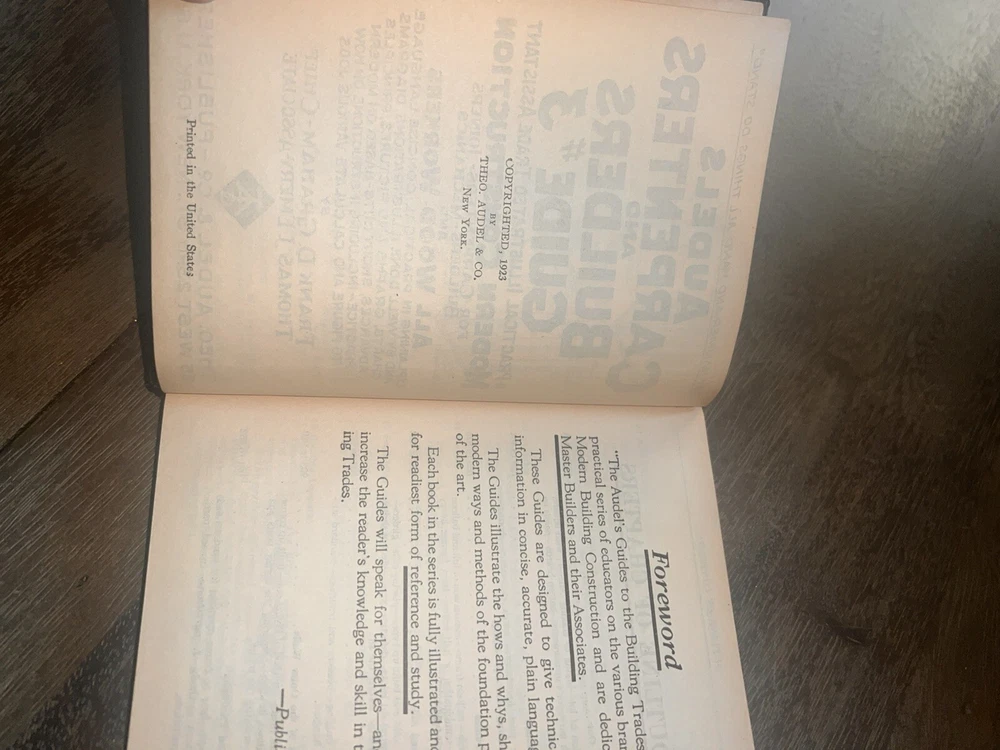 COPYRIGHTED, 1923
BY
THEO. AUDEL & CO.
NEW YORK.
Printed in the United States
Foreword
"The Audel's Guides to the Building Trades
practical series of educators on the various bran
Modern Building Construction and are dedic
Master Builders and their Associates.
These Guides are designed to give technic
information in concise, accurate, plain languag
The Guides illustrate the hows and whys, sh
modern ways and methods of the foundation p
of the art.
Each book in the series is fully illustrated and
for readiest form of reference and study.
The Guides will speak for themselves—an
increase the reader's knowledge and skill in t
ing Trades.
—Publi